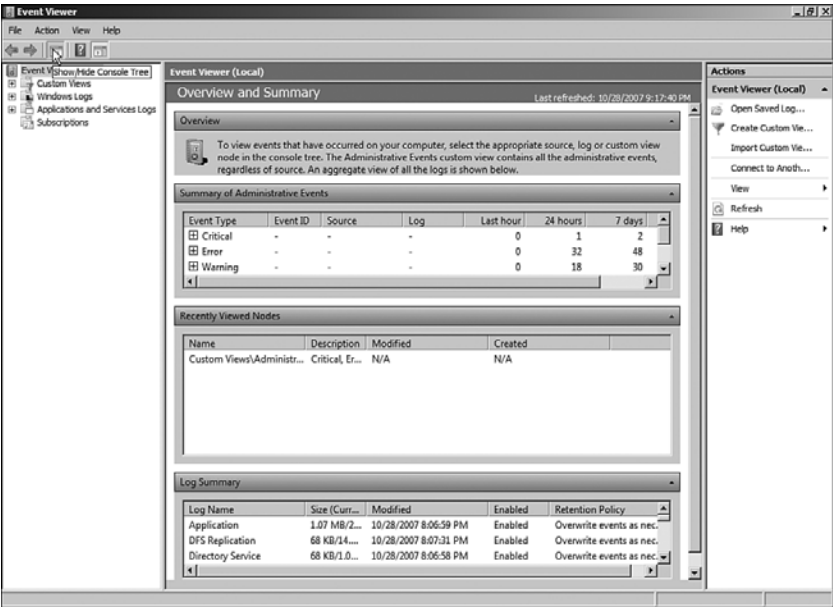 Event Viewer
File Action View Help
Show/Hide Console Tree
Event V
Custom Views
Windows Logs
Applications and Services Logs
Subscriptions
Event Viewer (Local)
Overview and Summary Last refreshed: 10/28/2007 9:17:40 PM
Overview
To view events that have occurred on your computer, select the appropriate source, log or custom view
node in the console tree. The Administrative Events custom view contains all the administrative events,
regardless of source. An aggregate view of all the logs is shown below.
Summary of Administrative Events
Event Type Event ID Source Log Last hour 24 hours 7 days
Critical - - - 0 1 2
Error - - - 0 32 48
Warning - - - 0 18 30
Recently Viewed Nodes
Name Description Modified Created
Custom Views\Administr... Critical, Er... N/A N/A
Log Summary
Log Name Size (Curr... Modified Enabled Retention Policy
Application 1.07 MB/2... 10/28/2007 8:06:59 PM Enabled Overwrite events as nec.
DFS Replication 68 KB/14.... 10/28/2007 8:07:31 PM Enabled Overwrite events as nec.
Directory Service 68 KB/1.0... 10/28/2007 8:06:58 PM Enabled Overwrite events as nec.
Actions
Event Viewer (Local)
Open Saved Log...
Create Custom Vie...
Import Custom Vie...
Connect to Anoth...
View
Refresh
Help